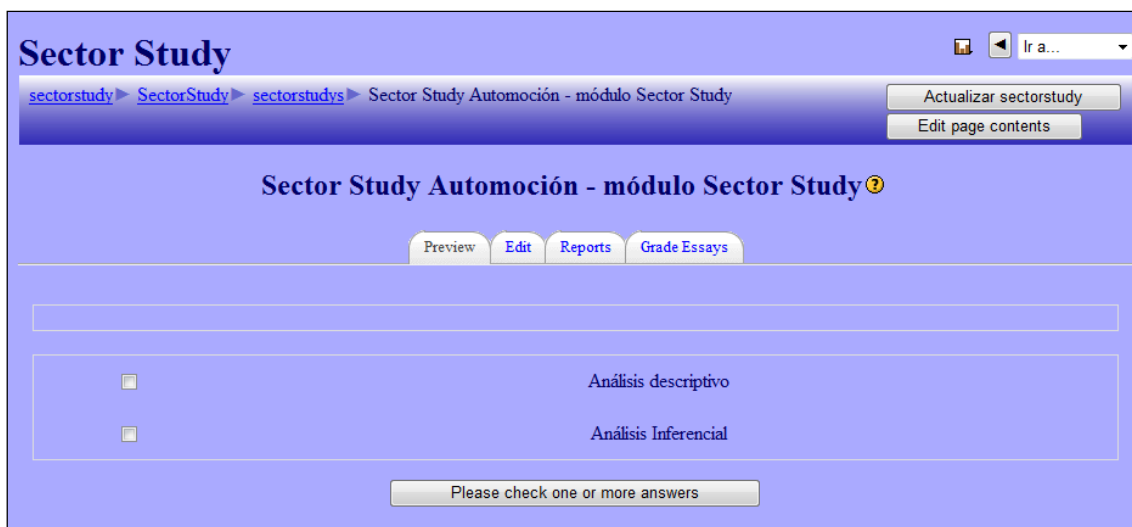 Sector Study
Ir a...
sectorstudy SectorStudy sectorstudys Sector Study Automoción - módulo Sector Study
Actualizar sectorstudy
Edit page contents
Sector Study Automoción - módulo Sector Study
Preview Edit Reports Grade Essays
Análisis descriptivo
Análisis Inferencial
Please check one or more answers